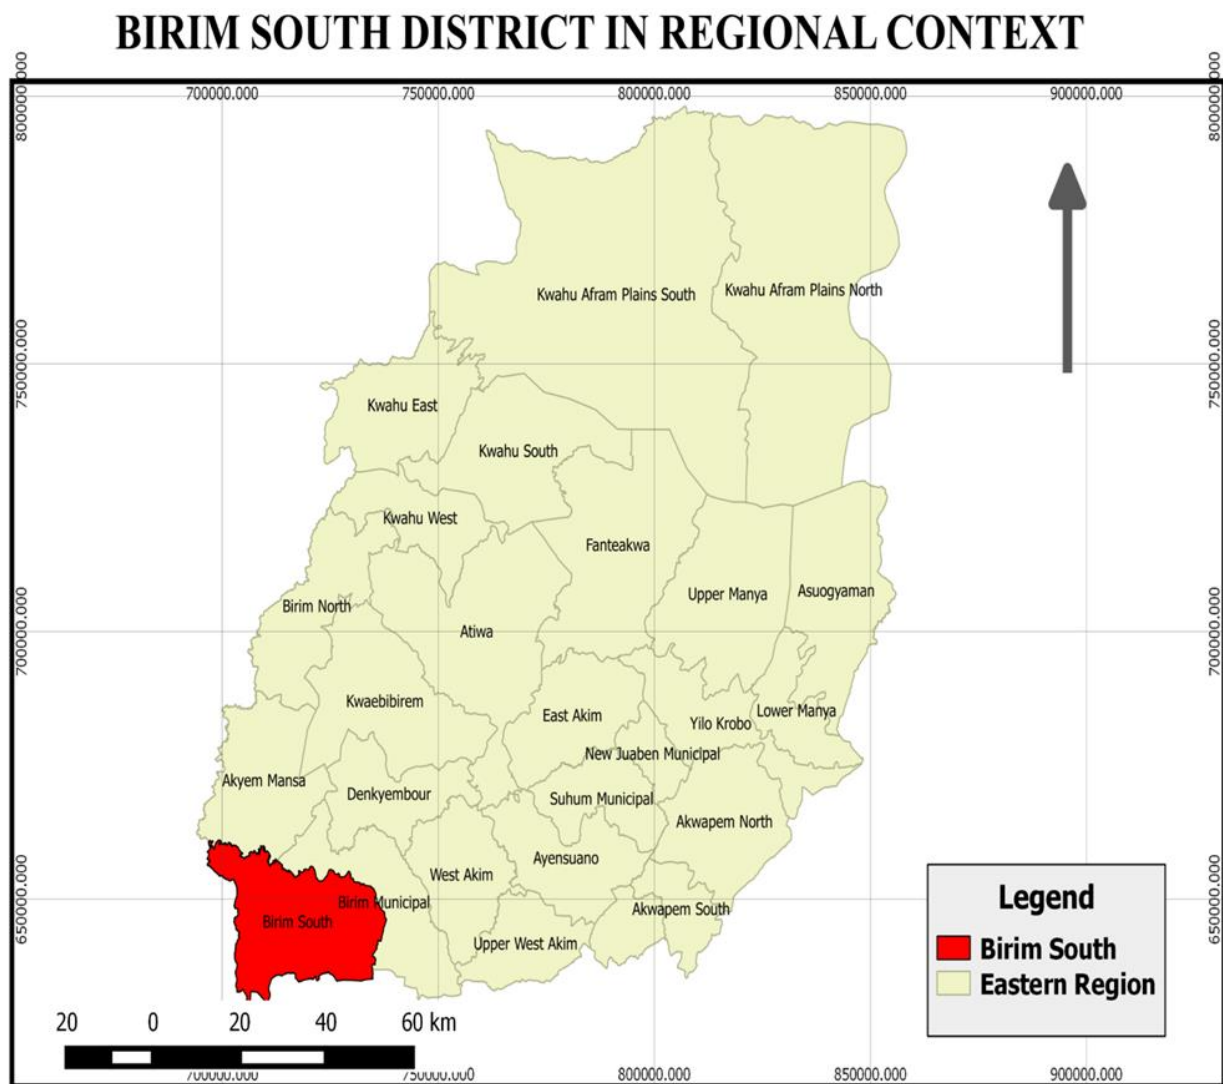 BIRIM SOUTH DISTRICT IN REGIONAL CONTEXT
700000.000 750000.000 800000.000 850000.000 900000.000
800000.000 800000.000
Kwahu Afram Plains South Kwahu Afram Plains North
750000.000 750000.000
Kwahu East
Kwahu South
Kwahu West
Fanteakwa
Upper Manya Asuogyaman
Birim North
Atiwa
700000.000 700000.000
Kwaebibirem
East Akim Yilo Krobo Lower Manya
New Juaben Municipal
Akyem Mansa
Denkyembour Suhum Municipal
Akwapem North
Ayensuano
West Akim
Birim Municipal
Akwapem South
Birim South
650000.000 650000.000
Upper West Akim
Legend
Birim South
Eastern Region
20 0 20 40 60 km
700000.000 750000.000 800000.000 850000.000 900000.000